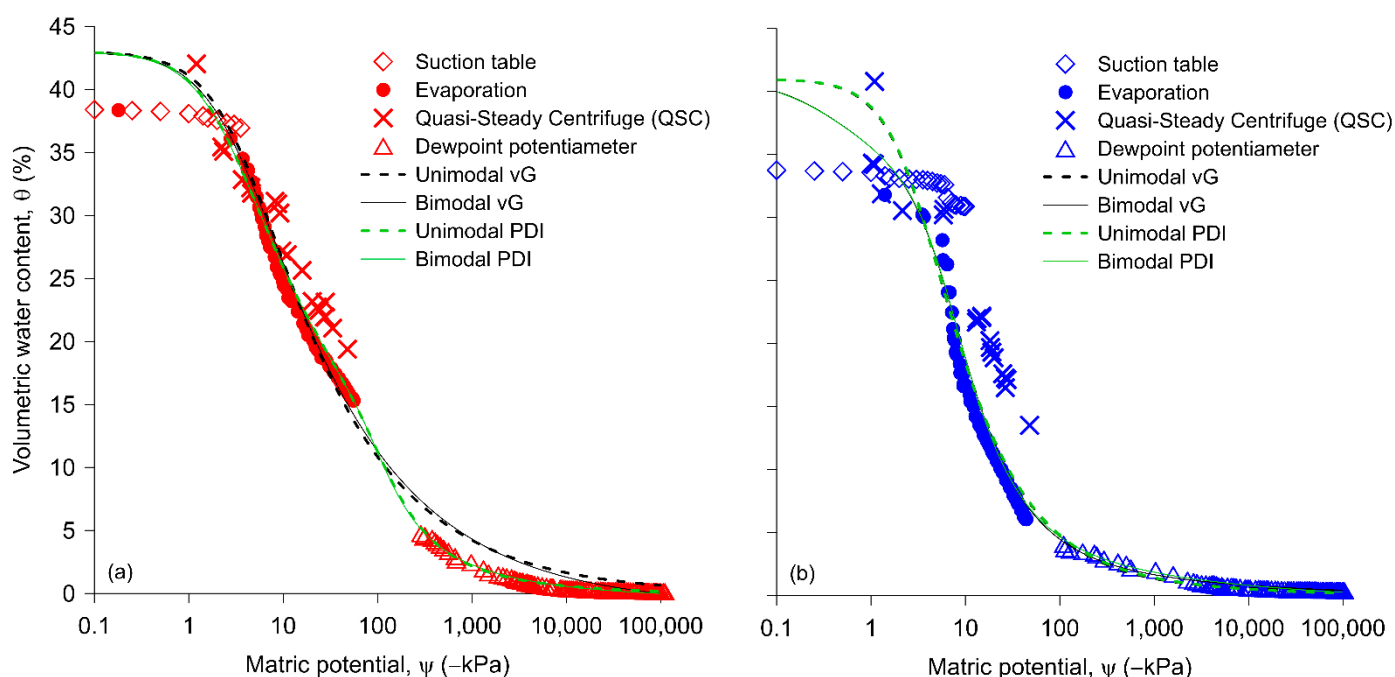 45
40
35
30
25
20
15
10
5
0
Volumetric water content, θ (%)
Suction table
Evaporation
Quasi-Steady Centrifuge (QSC)
Dewpoint potentiameter
Unimodal vG
Bimodal vG
Unimodal PDI
Bimodal PDI
(a)
0.1 1 10 100 1,000 10,000 100,000
Matric potential, ψ (–kPa)
Suction table
Evaporation
Quasi-Steady Centrifuge (QSC)
Dewpoint potentiameter
Unimodal vG
Bimodal vG
Unimodal PDI
Bimodal PDI
(b)
0.1 1 10 100 1,000 10,000 100,000
Matric potential, ψ (–kPa)